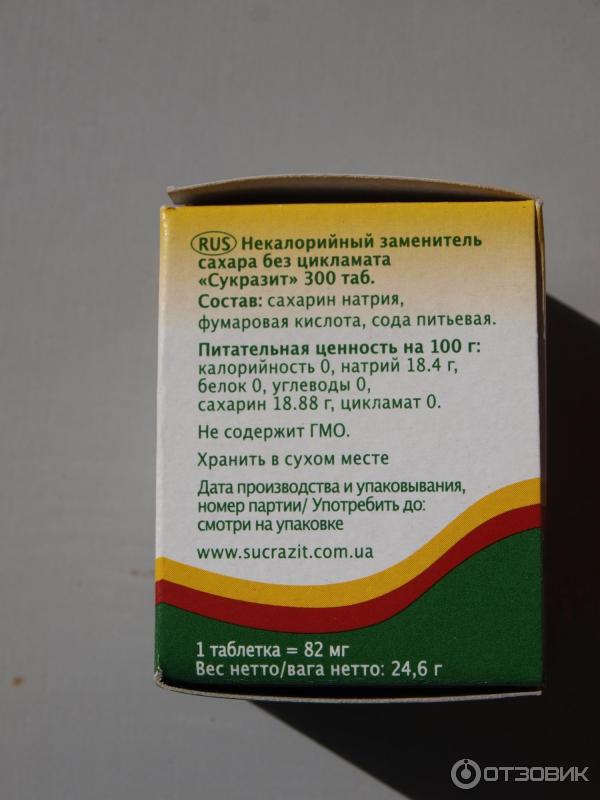 RUS Некалорийный заменитель
сахара без цикламата
«Сукразит» 300 таб.
Состав: сахарин натрия,
фумаровая кислота, сода питьевая.
Питательная ценность на 100 г:
калорийность 0, натрий 18.4 г,
белок 0, углеводы 0,
сахарин 18.88 г, цикламат 0.
Не содержит ГМО.
Хранить в сухом месте
Дата производства и упаковывания,
номер партии/ Употребить до:
смотри на упаковке
www.sucrazit.com.ua
1 таблетка = 82 мг
Вес нетто/вага нетто: 24,6 г
ОТЗОВИК